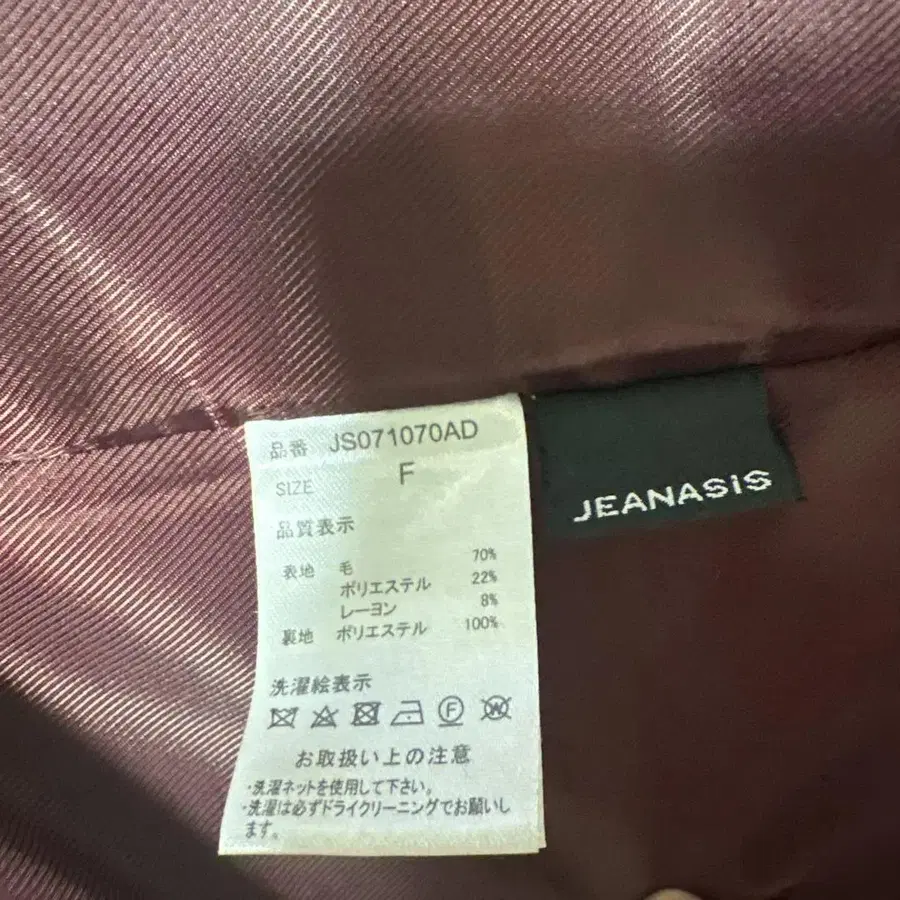 品番 JS071070AD
SIZE F
品質表示
表地 毛 70%
ポリエステル 22%
レーヨン 8%
裏地 ポリエステル 100%
洗濯絵表示
F W
お取扱い上の注意
・洗濯ネットを使用して下さい。
・洗濯は必ずドライクリーニングでお願いし
ます。
JEANASIS